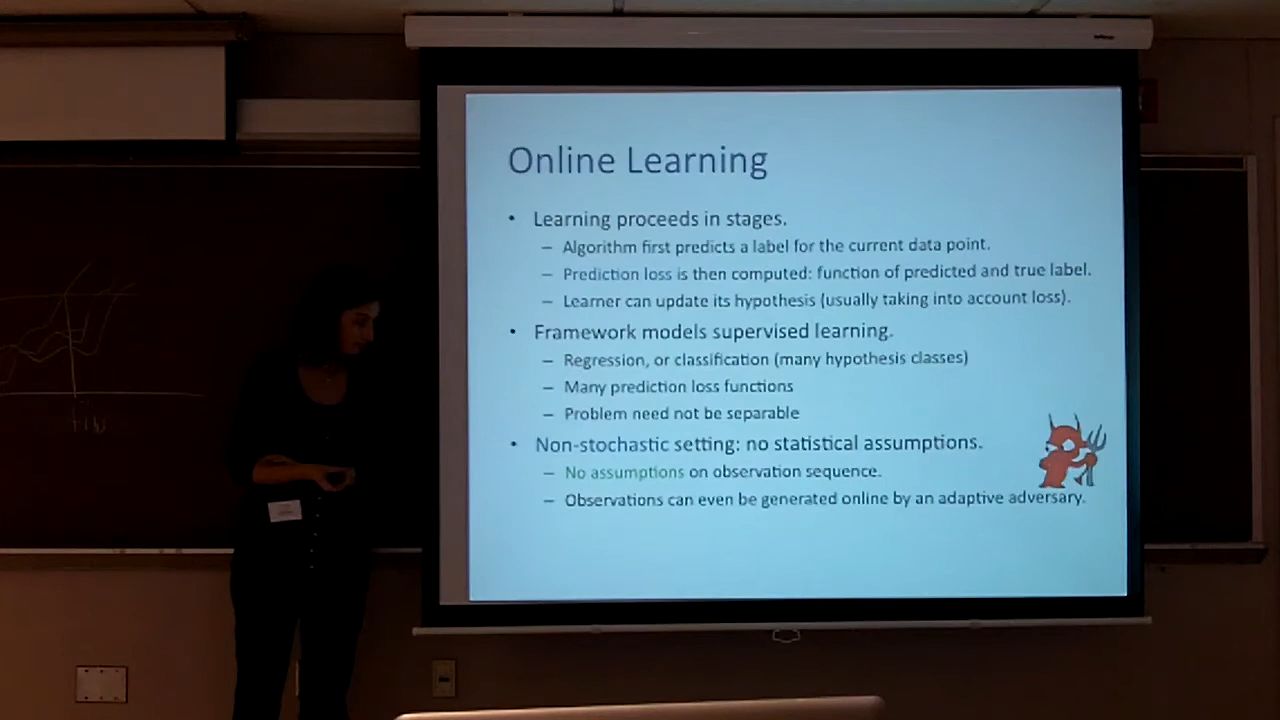 Online Learning
• Learning proceeds in stages.
– Algorithm first predicts a label for the current data point.
– Prediction loss is then computed: function of predicted and true label.
– Learner can update its hypothesis (usually taking into account loss).
• Framework models supervised learning.
– Regression, or classification (many hypothesis classes)
– Many prediction loss functions
– Problem need not be separable
• Non-stochastic setting: no statistical assumptions.
– No assumptions on observation sequence.
– Observations can even be generated online by an adaptive adversary.